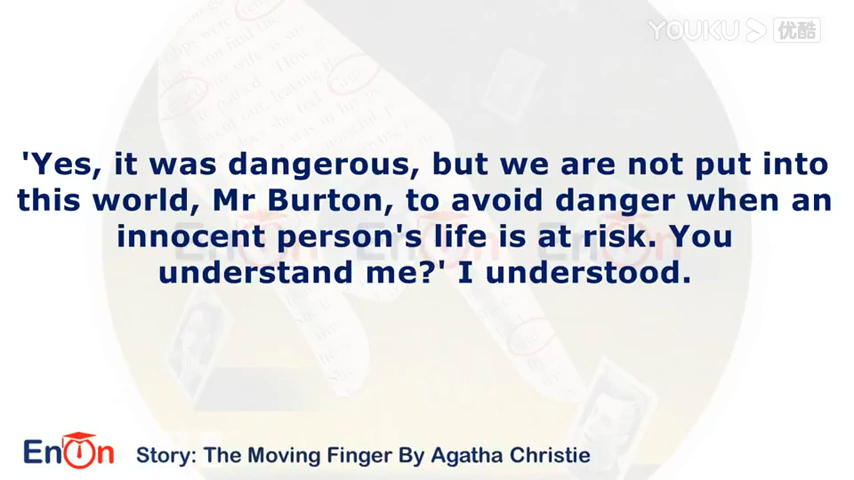 YOUKU 优酷
'Yes, it was dangerous, but we are not put into
this world, Mr Burton, to avoid danger when an
innocent person's life is at risk. You
understand me?' I understood.
EnOn
Story: The Moving Finger By Agatha Christie